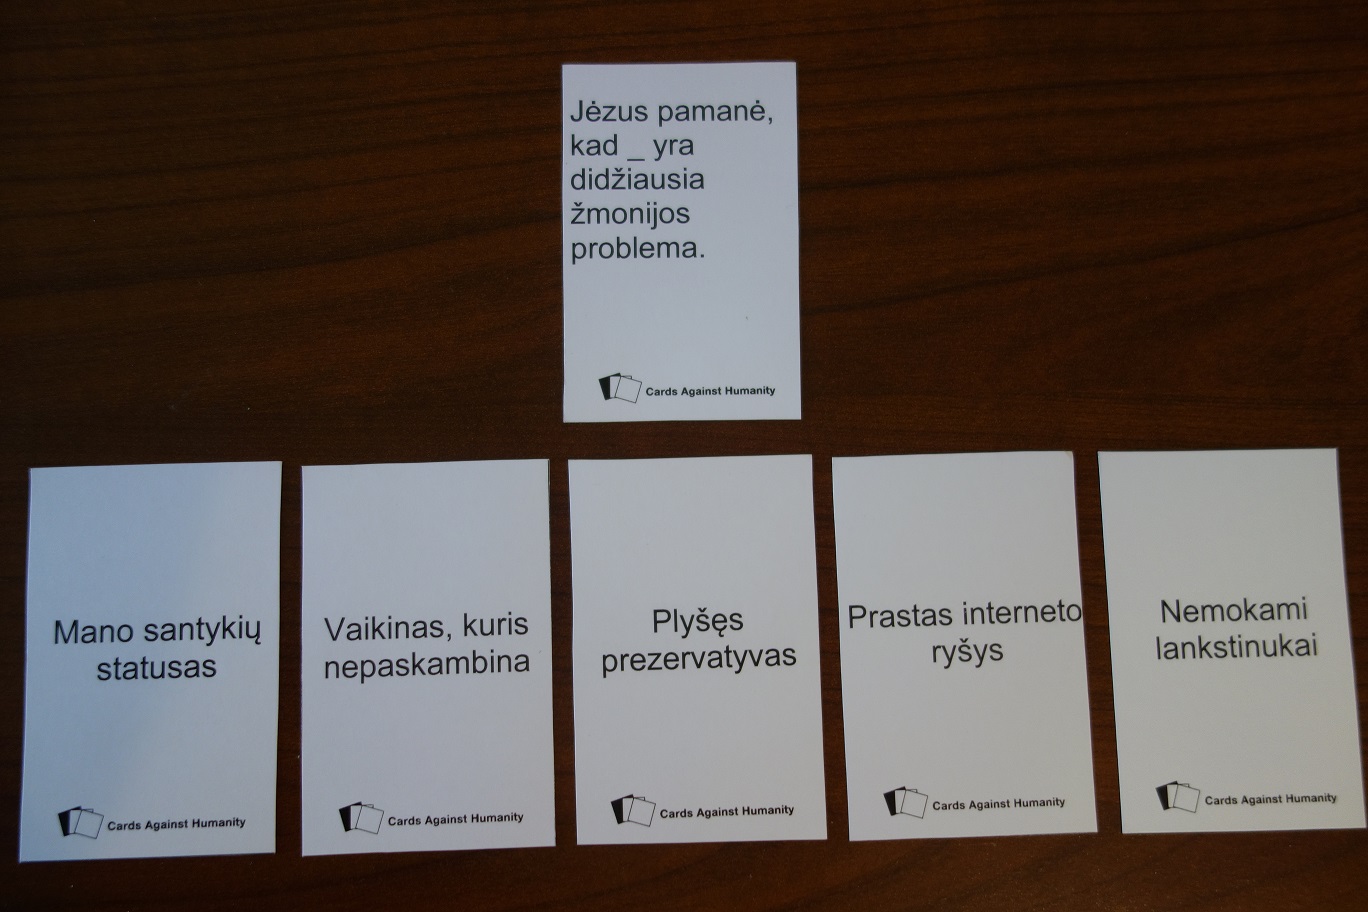 Jėzus pamanė,
kad _ yra
didžiausia
žmonijos
problema.
Cards Against Humanity
Mano santykių
statusas
Cards Against Humanity
Vaikinas, kuris
nepaskambina
Cards Against Humanity
Plyšęs
prezervatyvas
Cards Against Humanity
Prastas interneto
ryšys
Cards Against Humanity
Nemokami
lankstinukai
Cards Against Humanity